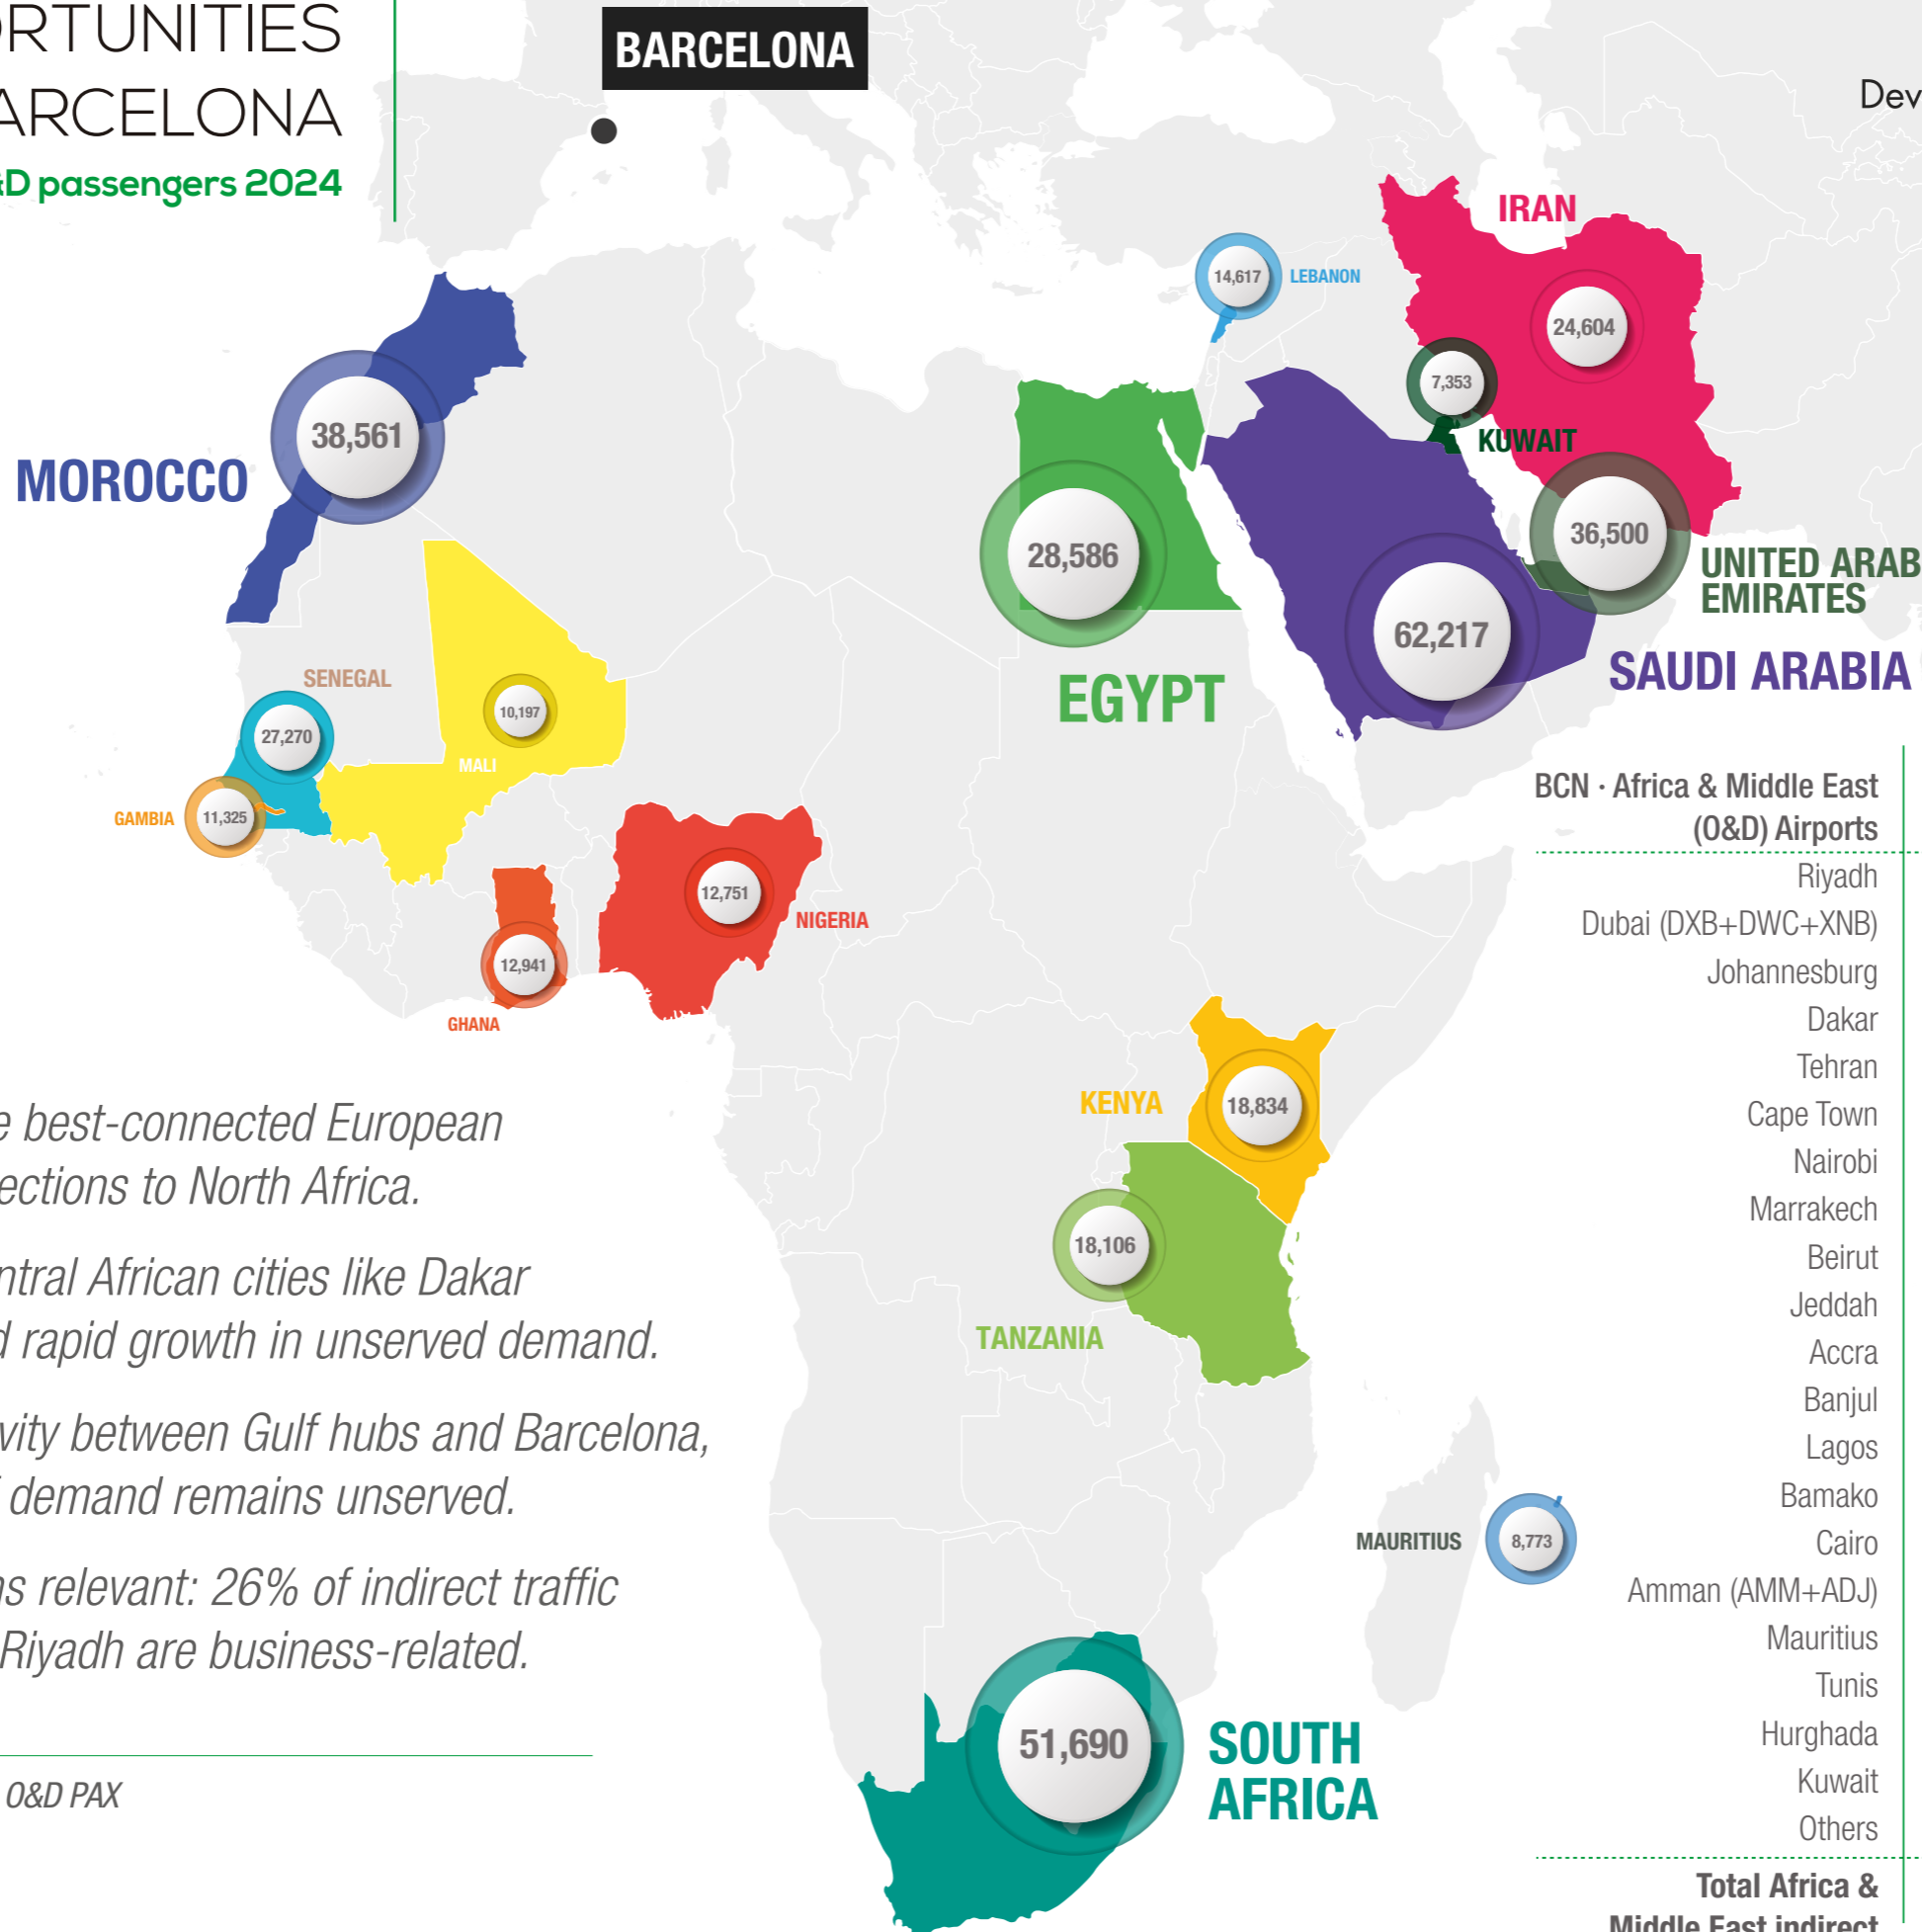 ORTUNITIES
ARCELONA
&D passengers 2024
BARCELONA
Dev
IRAN
24,604
14,617
LEBANON
7,353
KUWAIT
38,561
MOROCCO
28,586
EGYPT
36,500
UNITED ARAB
EMIRATES
62,217
SAUDI ARABIA
SENEGAL
27,270
10,197
MALI
GAMBIA
11,325
12,751
NIGERIA
12,941
GHANA
KENYA
18,834
18,106
TANZANIA
MAURITIUS
8,773
51,690
SOUTH
AFRICA
e best-connected European
ections to North Africa.
ntral African cities like Dakar
d rapid growth in unserved demand.
vity between Gulf hubs and Barcelona,
demand remains unserved.
ns relevant: 26% of indirect traffic
Riyadh are business-related.
O&D PAX
BCN · Africa & Middle East
(O&D) Airports
Riyadh
Dubai (DXB+DWC+XNB)
Johannesburg
Dakar
Tehran
Cape Town
Nairobi
Marrakech
Beirut
Jeddah
Accra
Banjul
Lagos
Bamako
Cairo
Amman (AMM+ADJ)
Mauritius
Tunis
Hurghada
Kuwait
Others
Total Africa &
Middle East indirect